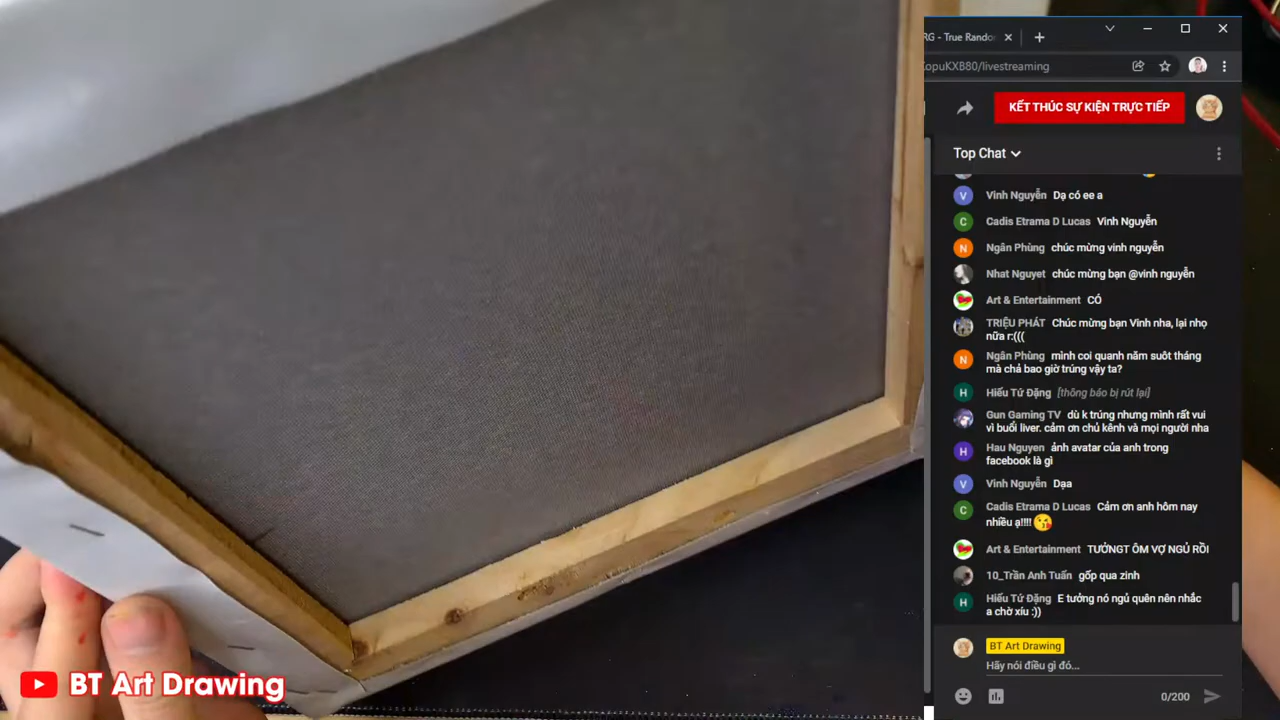 RG - True Rando
opuKXB80/livestreaming
KẾT THÚC SỰ KIỆN TRỰC TIẾP
Top Chat
Vinh Nguyễn Dạ có ee a
Cadis Etrama D Lucas Vinh Nguyễn
Ngân Phùng chúc mừng vinh nguyễn
Nhat Nguyet chúc mừng bạn @vinh nguyễn
Art & Entertainment CÓ
TRIỆU PHÁT Chúc mừng bạn Vinh nha, lại nhọ
nữa r:(((
Ngân Phùng mình coi quanh năm suôt tháng
mà chả bao giờ trúng vậy ta?
Hiếu Tứ Đặng [thông báo bị rút lại]
Gun Gaming TV dù k trúng nhưng mình rất vui
vì buổi liver. cảm ơn chủ kênh và mọi người nha
Hau Nguyen ảnh avatar của anh trong
facebook là gì
Vinh Nguyễn Dạa
Cadis Etrama D Lucas Cảm ơn anh hôm nay
nhiều ạ!!!!
Art & Entertainment TƯỞNGT ÔM VỢ NGỦ RỒI
10_Trần Anh Tuấn gốp qua zinh
Hiếu Tứ Đặng E tưởng nó ngủ quên nên nhắc
a chờ xíu :))
BT Art Drawing
Hãy nói điều gì đó...
0/200
BT Art Drawing